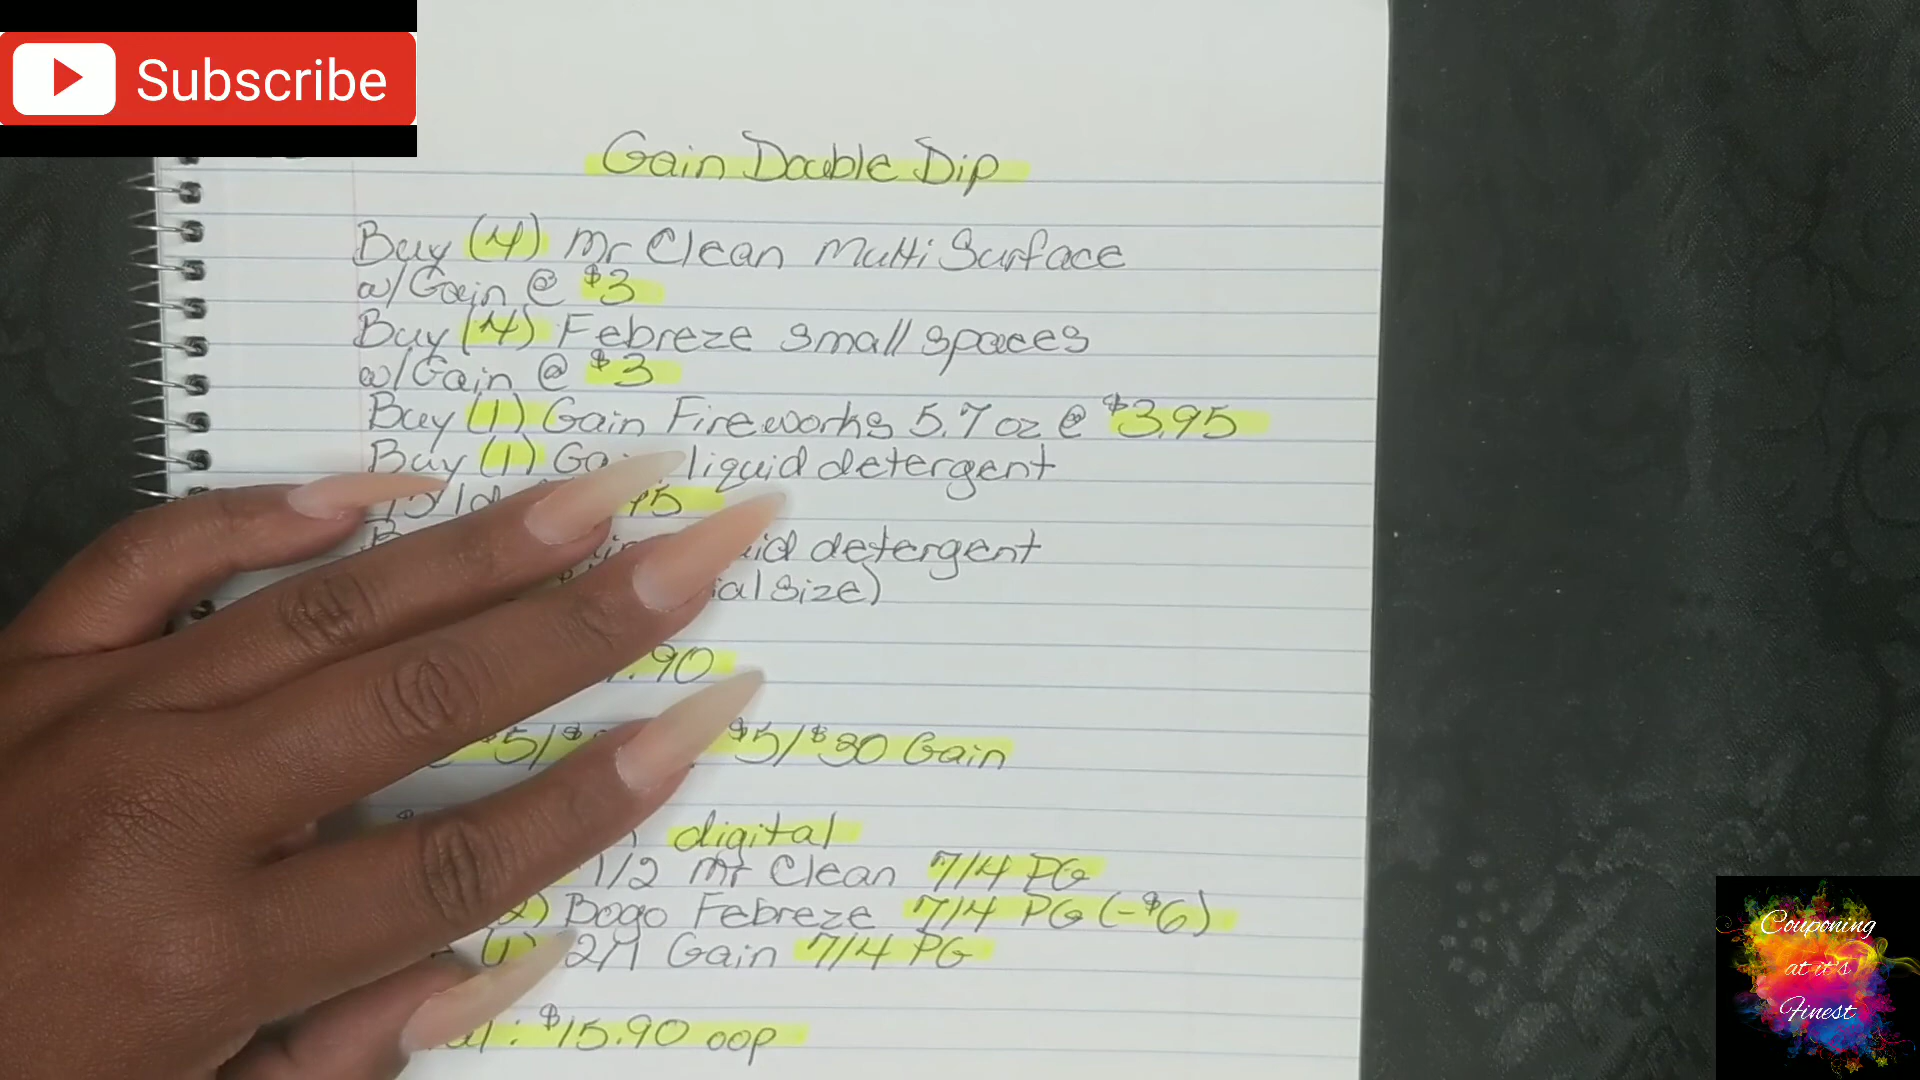 Subscribe
Gain Double Dip
Buy (4) Mr Clean Multi Surface
w/Gain @ $3
Buy (4) Febreze small spaces
w/Gain @ $3
Buy (1) Gain Fireworks 5.7 oz @ $3.95
Buy (1) liquid detergent
detergent
size)
.90
$5/ $5/$30 Gain
digital
1/2 Mr Clean 7/4 PG
Bogo Febreze 7/4 PG (-$6)
(1) 2/1 Gain 7/4 PG
: $15.90 oop
Couponing
at it's
Finest